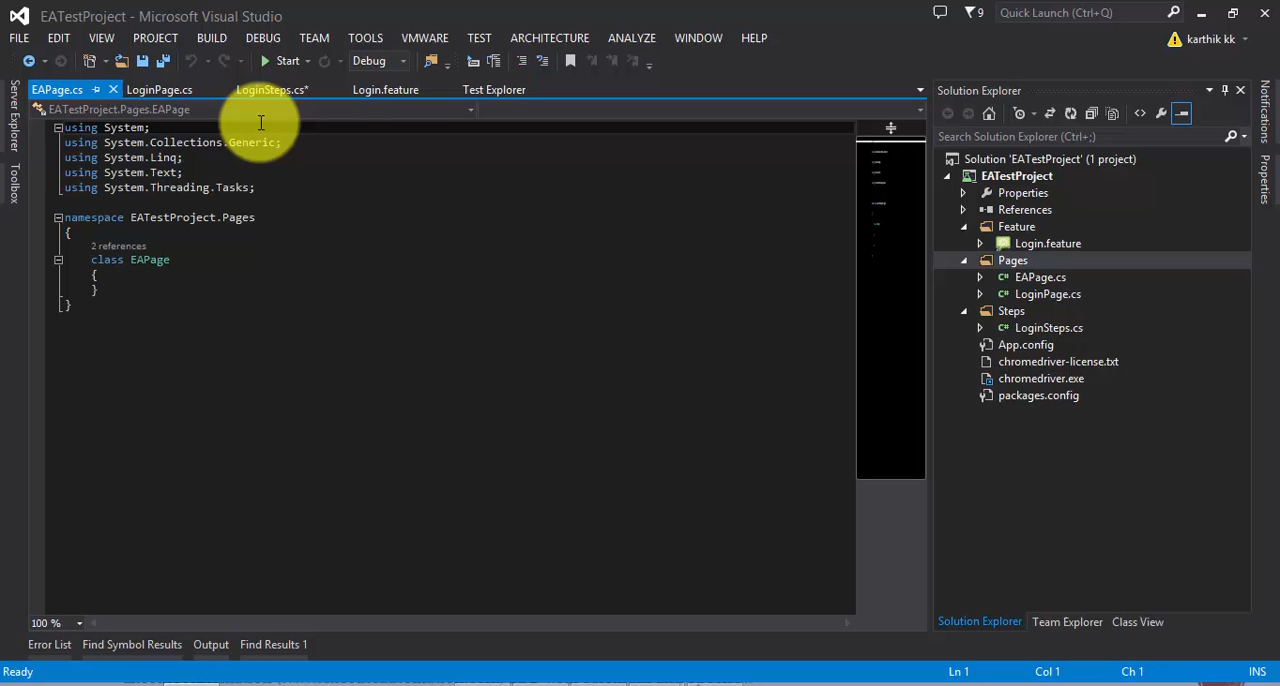 EATestProject - Microsoft Visual Studio
9
Quick Launch (Ctrl+Q)
FILE EDIT VIEW PROJECT BUILD DEBUG TEAM TOOLS VMWARE TEST ARCHITECTURE ANALYZE WINDOW HELP
karthik kk
Start
Debug
EAPage.cs
LoginPage.cs
LoginSteps.cs*
Login.feature
Test Explorer
EATestProject.Pages.EAPage
using System;
using System.Collections.Generic;
using System.Linq;
using System.Text;
using System.Threading.Tasks;
namespace EATestProject.Pages
{
2 references
class EAPage
{
}
}
100 %
Server Explorer
Toolbox
Solution Explorer
Search Solution Explorer (Ctrl+;)
Solution 'EATestProject' (1 project)
EATestProject
Properties
References
Feature
Login.feature
Pages
EAPage.cs
LoginPage.cs
Steps
LoginSteps.cs
App.config
chromedriver-license.txt
chromedriver.exe
packages.config
Solution Explorer Team Explorer Class View
Notifications
Properties
Error List Find Symbol Results Output Find Results 1
Ready Ln 1 Col 1 Ch 1 INS